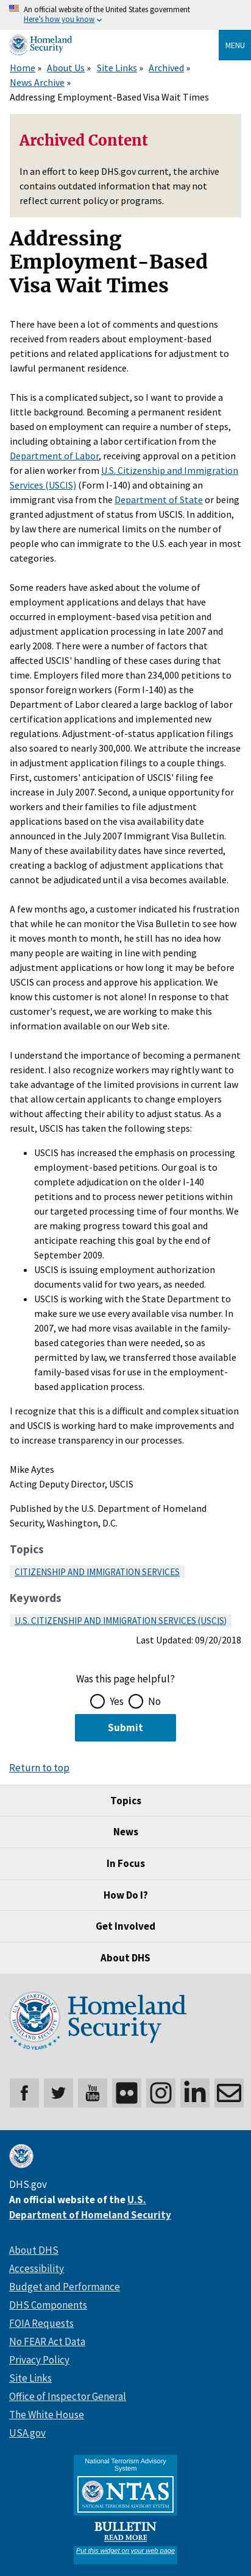 An official website of the United States government
Here's how you know
Homeland
Security
MENU
Home » About Us » Site Links » Archived »
News Archive »
Addressing Employment-Based Visa Wait Times
Archived Content
In an effort to keep DHS.gov current, the archive
contains outdated information that may not
reflect current policy or programs.
Addressing
Employment-Based
Visa Wait Times
There have been a lot of comments and questions
received from readers about employment-based
petitions and related applications for adjustment to
lawful permanent residence.
This is a complicated subject, so I want to provide a
little background. Becoming a permanent resident
based on employment can require a number of steps,
including obtaining a labor certification from the
Department of Labor, receiving approval on a petition
for alien worker from U.S. Citizenship and Immigration
Services (USCIS) (Form I-140) and obtaining an
immigrant visa from the Department of State or being
granted adjustment of status from USCIS. In addition,
by law there are numerical limits on the number of
people who can immigrate to the U.S. each year in most
categories.
Some readers have asked about the volume of
employment applications and delays that have
occurred in employment-based visa petition and
adjustment application processing in late 2007 and
early 2008. There were a number of factors that
affected USCIS' handling of these cases during that
time. Employers filed more than 234,000 petitions to
sponsor foreign workers (Form I-140) as the
Department of Labor cleared a large backlog of labor
certification applications and implemented
regulations. Adjustment-of-status application filings
also soared to nearly 300,000. We attribute the increase
in adjustment application filings to a couple of things.
First, customers' anticipation of USCIS' filing fee
increase in July 2007. Second, a unique opportunity for
workers and their families to file adjustment
applications based on the visa availability date
announced in the July 2007 Immigrant Visa Bulletin.
Many of these availability dates have since reverted,
creating a backlog of adjustment applications that
cannot be adjudicated until a visa becomes available.
A few months ago, a customer indicated his frustration
that while he can monitor the Visa Bulletin to see how
it moves month to month, he still has no idea how
many people are waiting in line ahead of him and
pondering if it may be a year or many years before
USCIS can process and approve his application. We
know this customer is not alone! In response to that
customer's request, we are working to make this
information available on our Web site.
I understand the importance of becoming a permanent
resident. I also recognize workers may rightly want to
take advantage of the limited provisions in current law
that allow certain applicants to change employers
without affecting their ability to adjust status. As a
result, USCIS has taken the following steps:
USCIS has increased the emphasis on processing
employment-based petitions. Our goal is to
complete adjudication on the older I-140
petitions and to process newer petitions within
our targeted processing time of four months. We
are making progress toward this goal and
anticipate reaching this goal by the end of
September 2009.
USCIS is issuing employment authorization
documents valid for two years, as needed.
USCIS is working with the State Department to
make sure we use every available visa number. In
2007, we had more visas available in the family-
based categories than were needed, so as
permitted by law, we transferred those available
family-based visas for use in the employment-
based application process.
I recognize that this is a difficult and complex situation
and USCIS is working hard to make improvements and
to increase transparency in our processes.
Mike Aytes
Acting Deputy Director, USCIS
Published by the U.S. Department of Homeland
Security, Washington, D.C.
Topics
CITIZENSHIP AND IMMIGRATION SERVICES
Keywords
U.S. CITIZENSHIP AND IMMIGRATION SERVICES (USCIS)
Last Updated: 09/20/2018
Was this page helpful?
Yes No
Submit
Return to top
Topics
News
In Focus
How Do I?
Get Involved
About DHS
Homeland
Security
20 YEARS
You
Tube
DHS.gov
An official website of the U.S.
Department of Homeland Security
About DHS
Accessibility
Budget and Performance
DHS Components
FOIA Requests
No FEAR Act Data
Privacy Policy
Site Links
Office of Inspector General
The White House
USA.gov
National Terrorism Advisory
System
NTAS
NATIONAL TERRORISM ADVISORY SYSTEM
BULLETIN
READ MORE
Put this widget on your web page